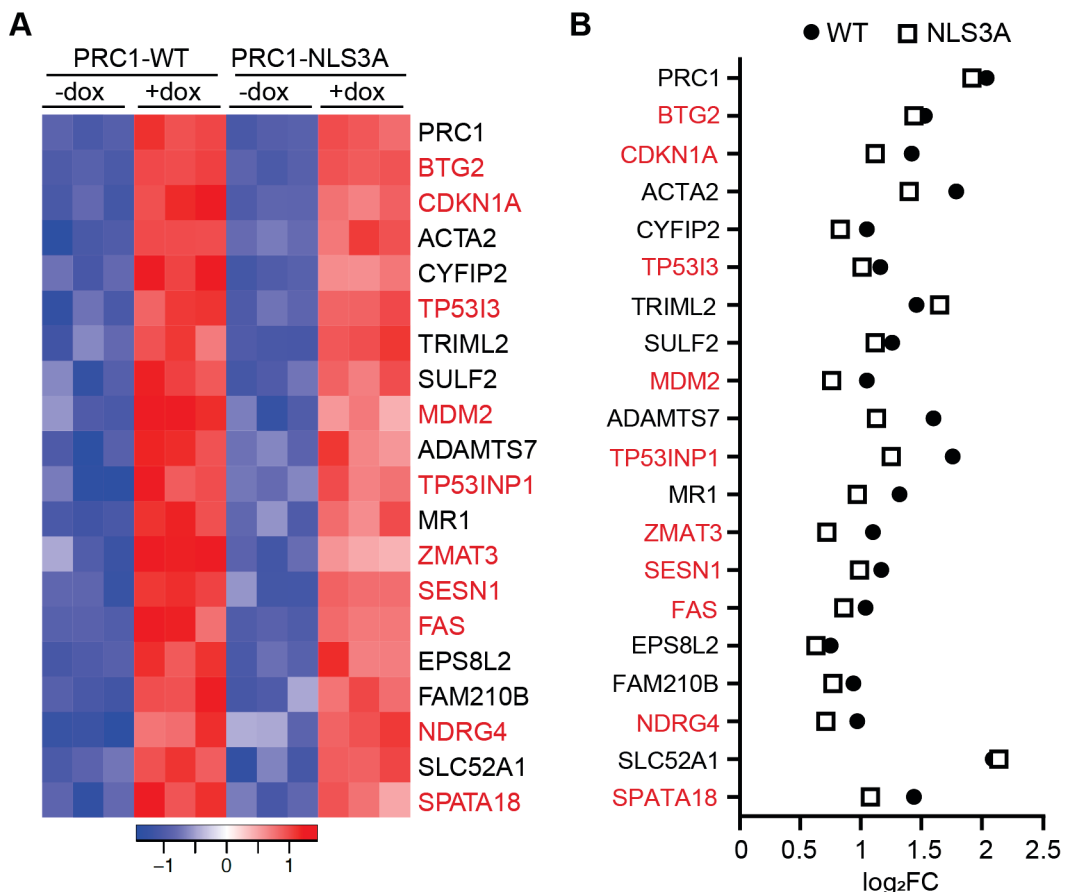 A
PRC1-WT PRC1-NLS3A
-dox +dox -dox +dox
PRC1
BTG2
CDKN1A
ACTA2
CYFIP2
TP53I3
TRIML2
SULF2
MDM2
ADAMTS7
TP53INP1
MR1
ZMAT3
SESN1
FAS
EPS8L2
FAM210B
NDRG4
SLC52A1
SPATA18
−1 0 1
B
WT NLS3A
PRC1
BTG2
CDKN1A
ACTA2
CYFIP2
TP53I3
TRIML2
SULF2
MDM2
ADAMTS7
TP53INP1
MR1
ZMAT3
SESN1
FAS
EPS8L2
FAM210B
NDRG4
SLC52A1
SPATA18
0 0.5 1 1.5 2 2.5
log₂FC